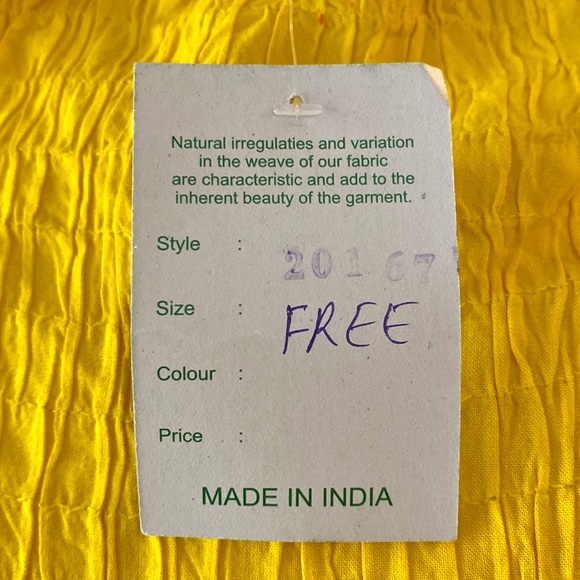 Natural irregulaties and variation
in the weave of our fabric
are characteristic and add to the
inherent beauty of the garment.
Style : 20167
Size : FREE
Colour :
Price :
MADE IN INDIA